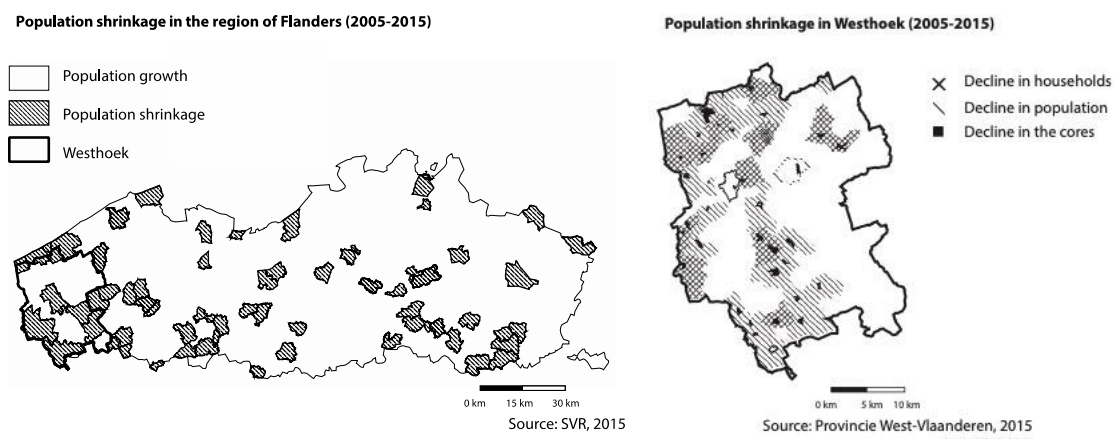 Population shrinkage in the region of Flanders (2005-2015)
Population growth
Population shrinkage
Westhoek
0 km 15 km 30 km
Source: SVR, 2015
Population shrinkage in Westhoek (2005-2015)
Decline in households
Decline in population
Decline in the cores
0 km 5 km 10 km
Source: Provincie West-Vlaanderen, 2015